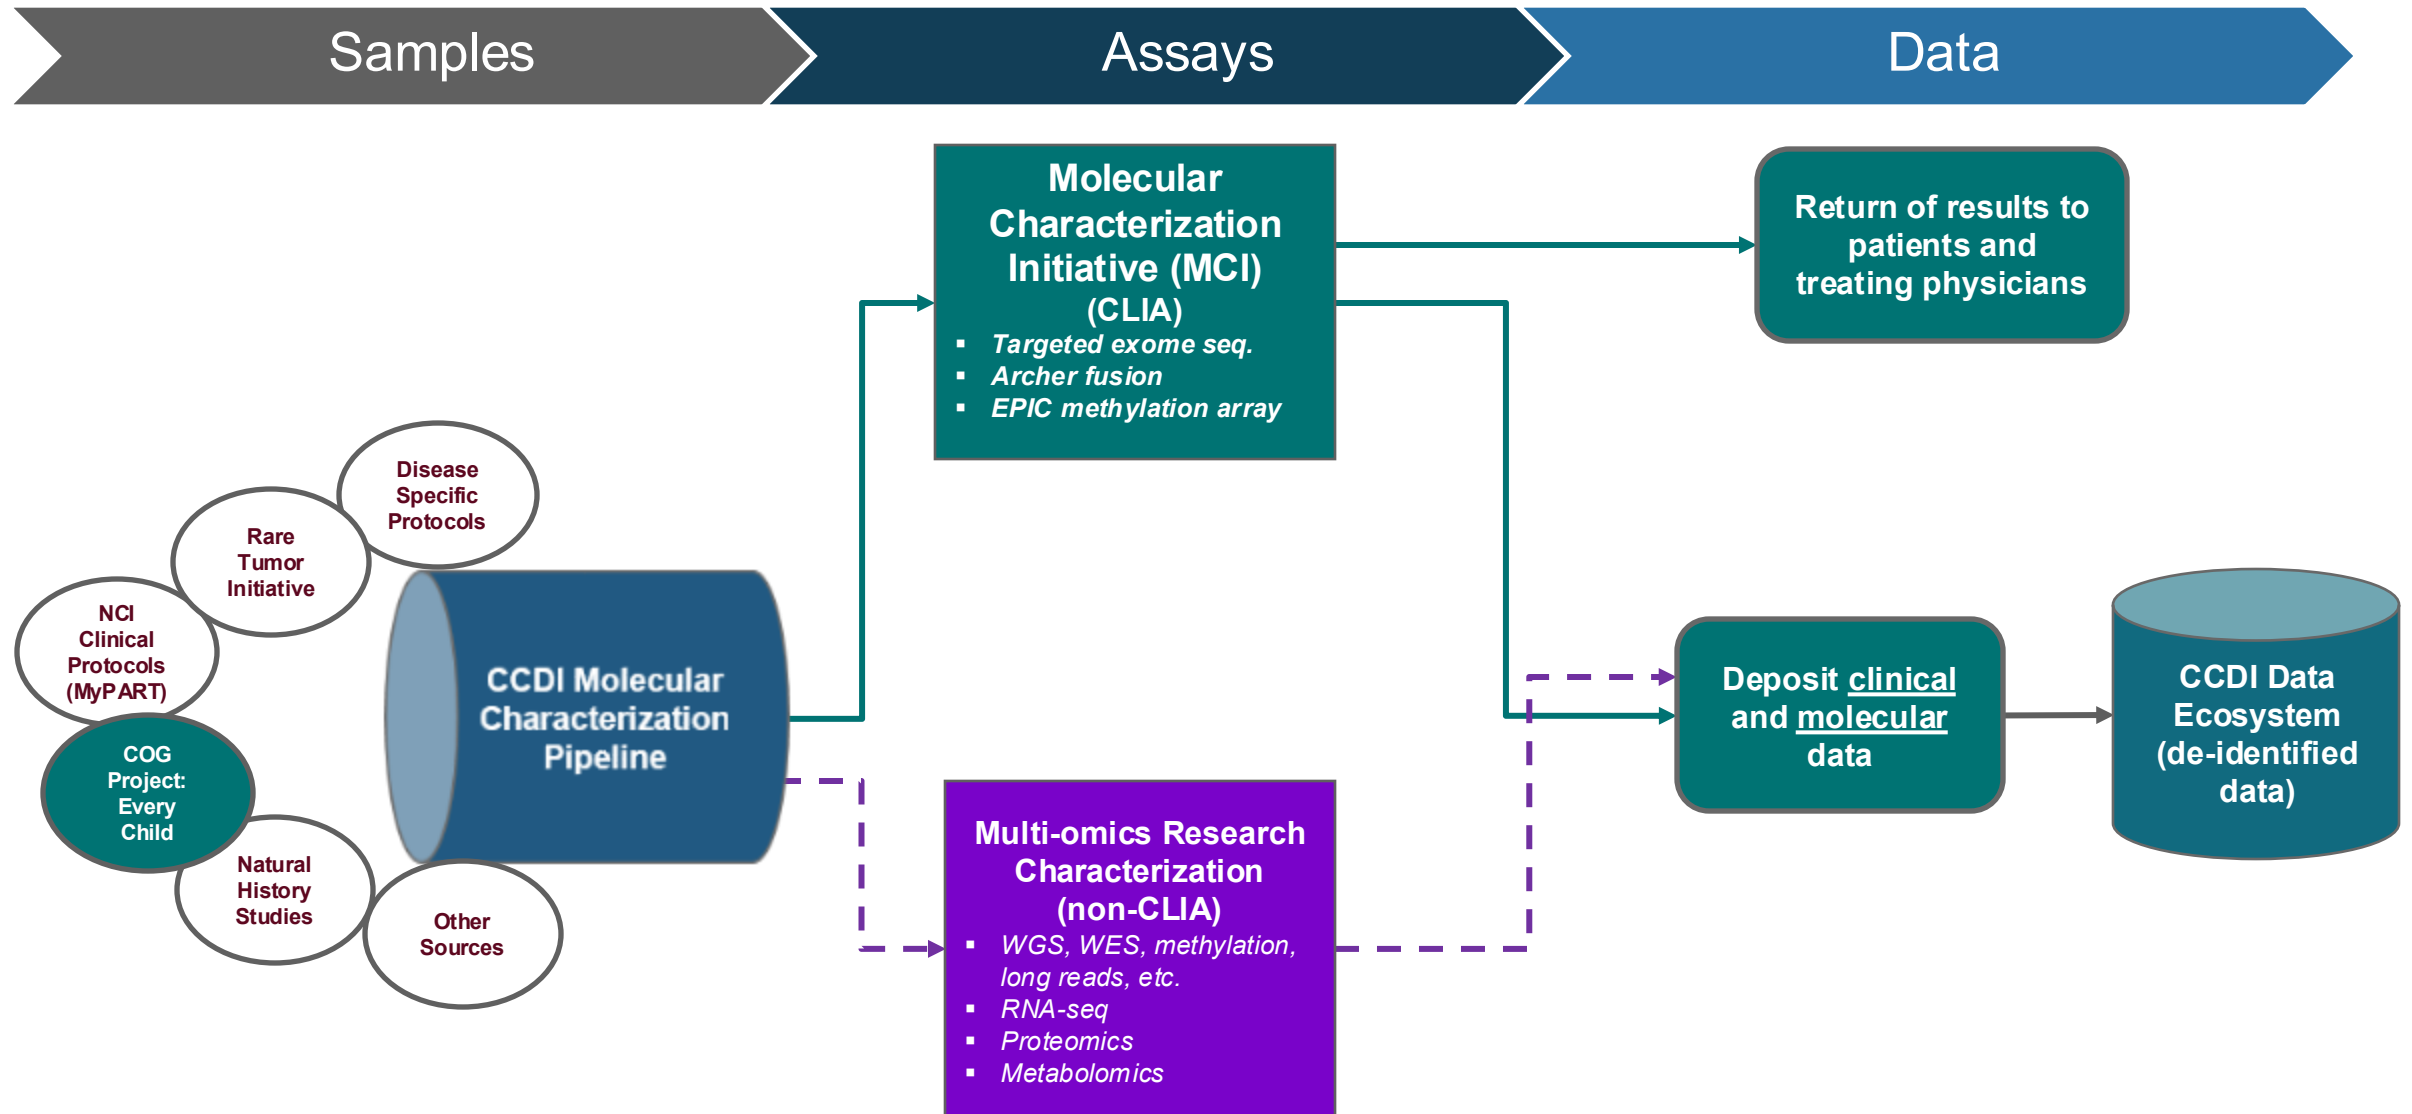 Samples
Assays
Data
Molecular
Characterization
Initiative (MCI)
(CLIA)
▪ Targeted exome seq.
▪ Archer fusion
▪ EPIC methylation array
Return of results to
patients and
treating physicians
Disease
Specific
Protocols
Rare
Tumor
Initiative
NCI
Clinical
Protocols
(MyPART)
COG
Project:
Every
Child
Natural
History
Studies
Other
Sources
CCDI Molecular
Characterization
Pipeline
Multi-omics Research
Characterization
(non-CLIA)
▪ WGS, WES, methylation,
long reads, etc.
▪ RNA-seq
▪ Proteomics
▪ Metabolomics
Deposit clinical
and molecular
data
CCDI Data
Ecosystem
(de-identified
data)